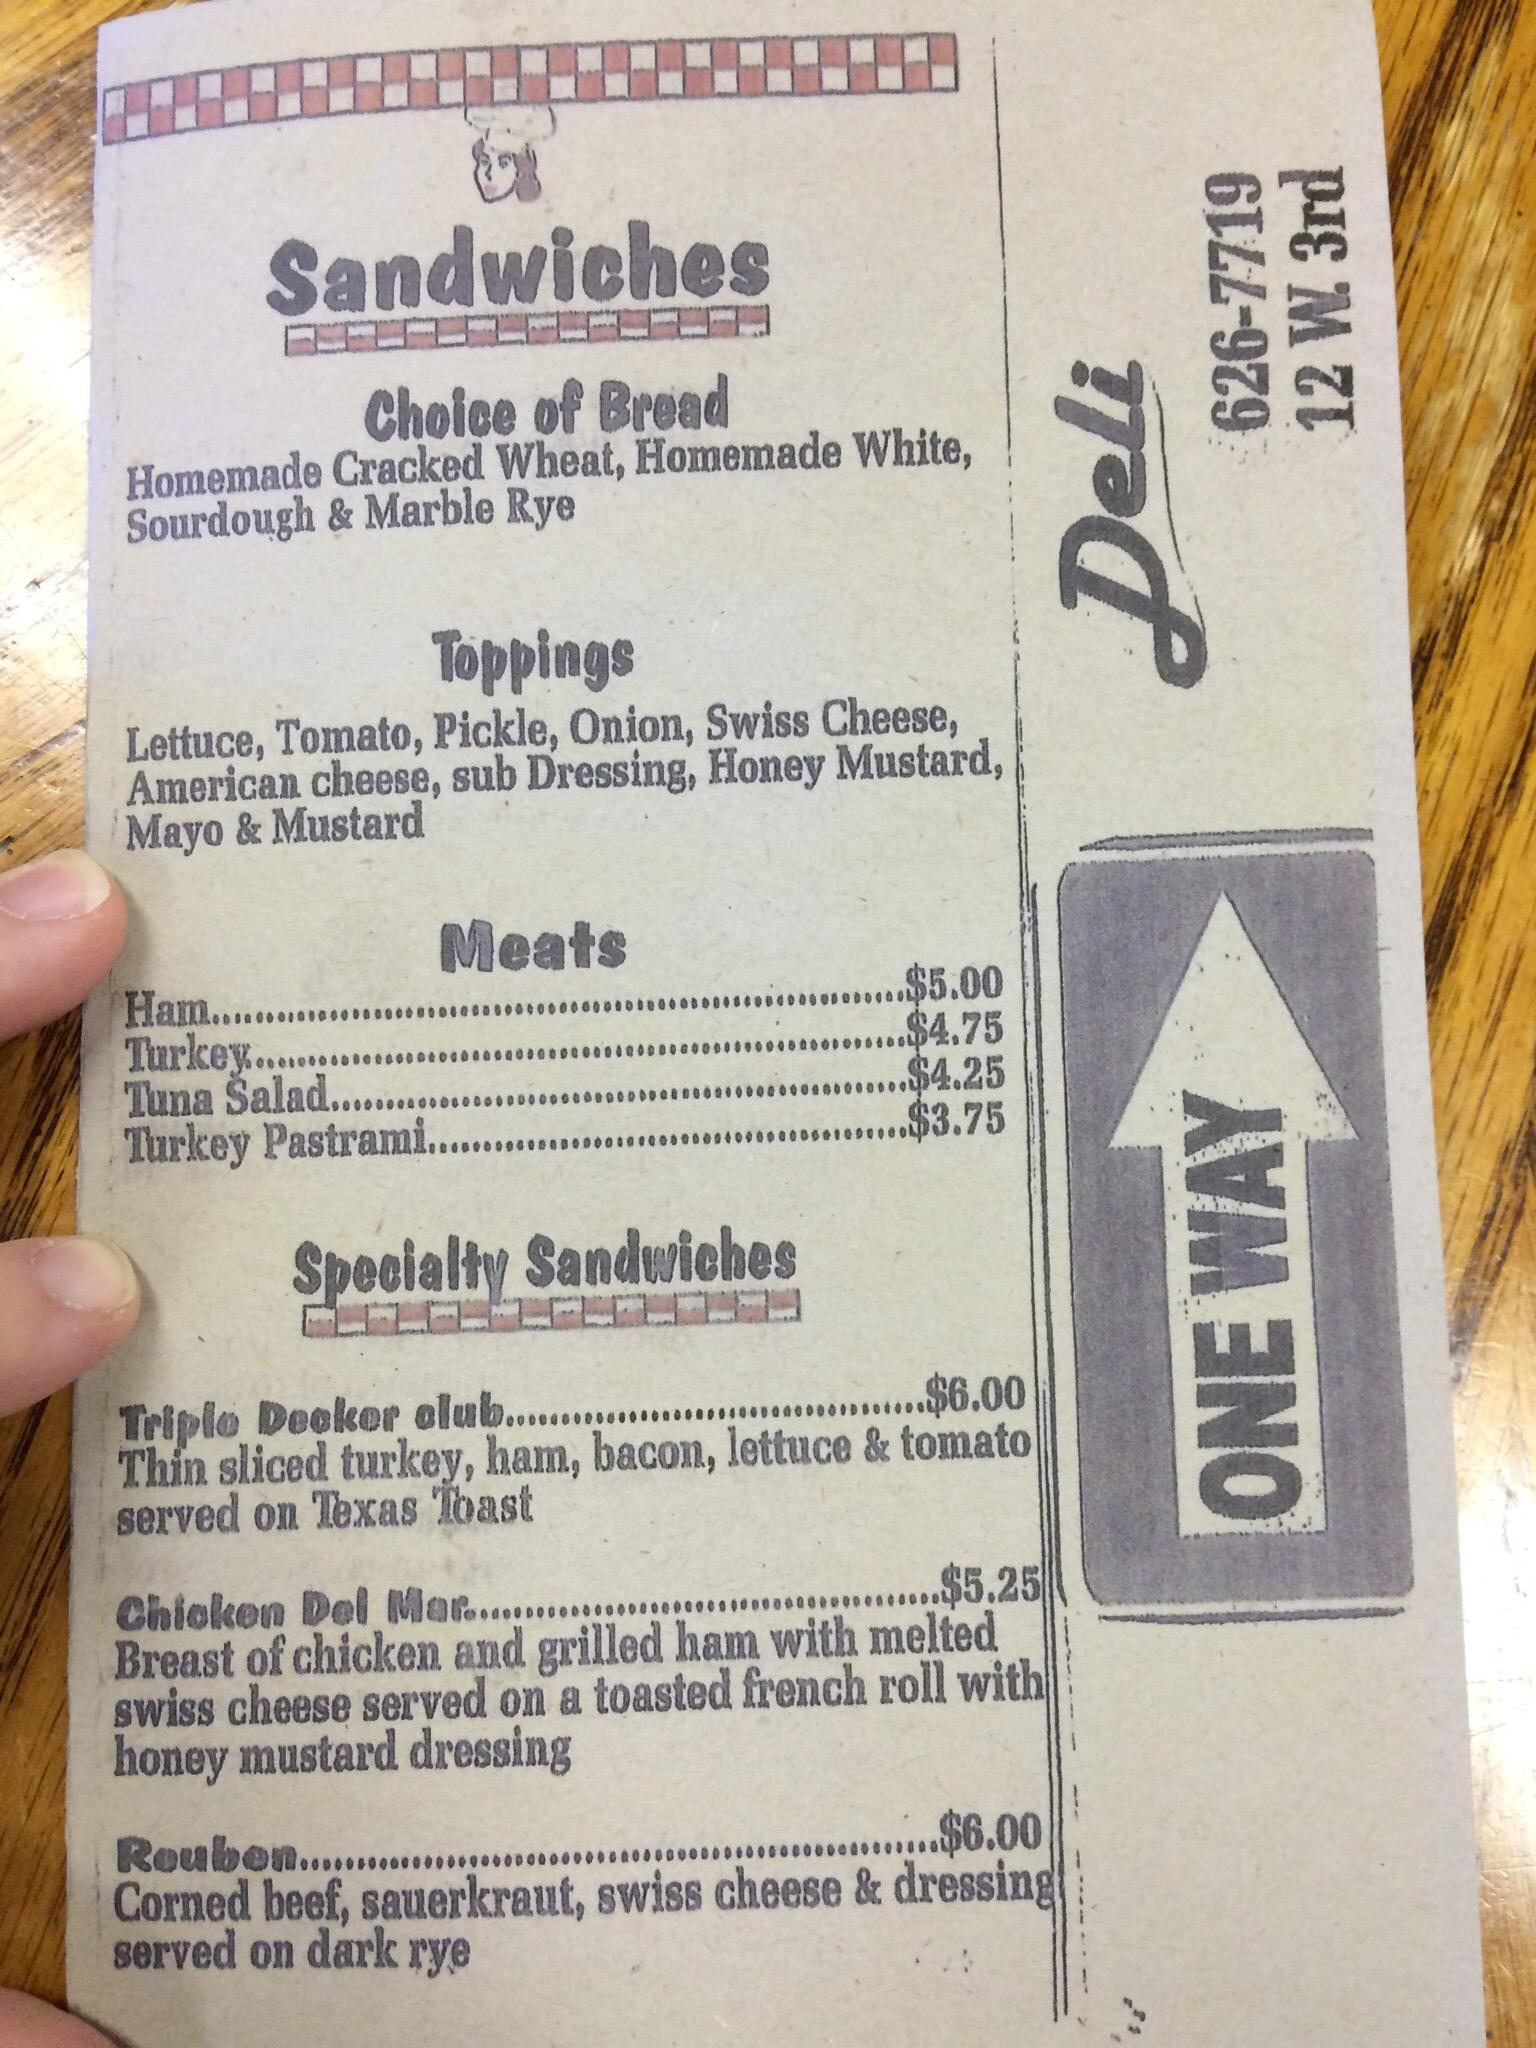 Sandwiches
Choice of Bread
Homemade Cracked Wheat, Homemade White,
Sourdough & Marble Rye
Toppings
Lettuce, Tomato, Pickle, Onion, Swiss Cheese,
American cheese, sub Dressing, Honey Mustard,
Mayo & Mustard
Meats
Ham..........$5.00
Turkey..........$4.75
Tuna Salad..........$4.25
Turkey Pastrami..........$3.75
Specialty Sandwiches
Triple Decker club..........$6.00
Thin sliced turkey, ham, bacon, lettuce & tomato
served on Texas Toast
Chicken Del Mar..........$5.25
Breast of chicken and grilled ham with melted
swiss cheese served on a toasted french roll with
honey mustard dressing
Reuben..........$6.00
Corned beef, sauerkraut, swiss cheese & dressing
served on dark rye
ONE WAY
Deli
626-7719
12 W. 3rd